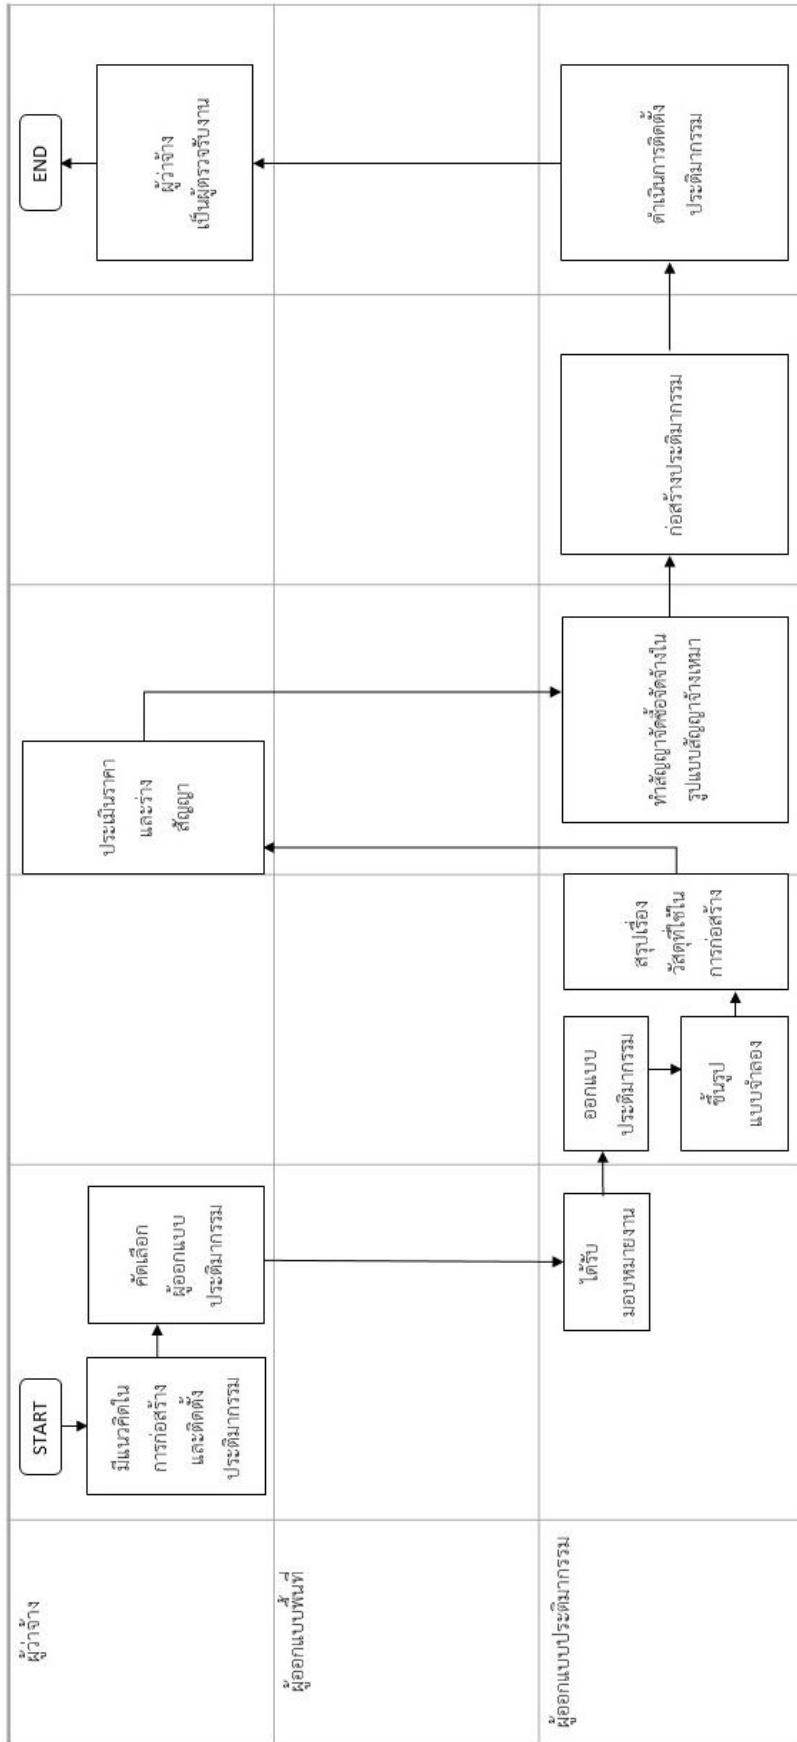 ผู้ว่าจ้าง
START
มีแนวคิดใน
การก่อสร้าง
และติดตั้ง
ประติมากรรม
คัดเลือก
ผู้ออกแบบ
ประติมากรรม
ประเมินราคา
และร่าง
สัญญา
ผู้ว่าจ้าง
เป็นผู้ตรวจรับงาน
END
ผู้ออกแบบพื้นที่
ผู้ออกแบบประติมากรรม
ได้รับ
มอบหมายงาน
ออกแบบ
ประติมากรรม
ขึ้นรูป
แบบจำลอง
สรุปเรื่อง
วัสดุที่ใช้ใน
การก่อสร้าง
ทำสัญญาจัดซื้อจัดจ้างใน
รูปแบบสัญญาจ้างเหมา
ก่อสร้างประติมากรรม
ดำเนินการติดตั้ง
ประติมากรรม